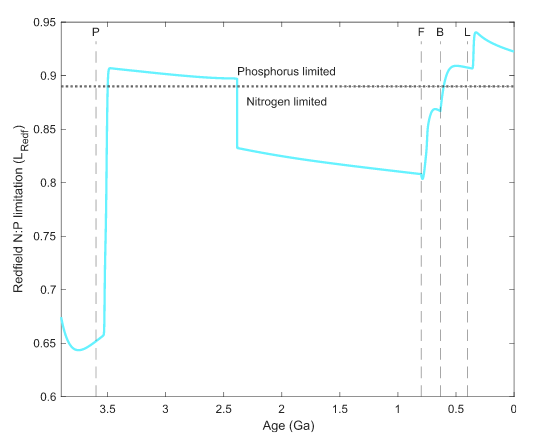 0.95
P
F
B
L
0.9
Phosphorus limited
Nitrogen limited
0.85
0.8
0.75
0.7
0.65
0.6
Redfield N:P limitation (L_Redf)
3.5 3 2.5 2 1.5 1 0.5 0
Age (Ga)